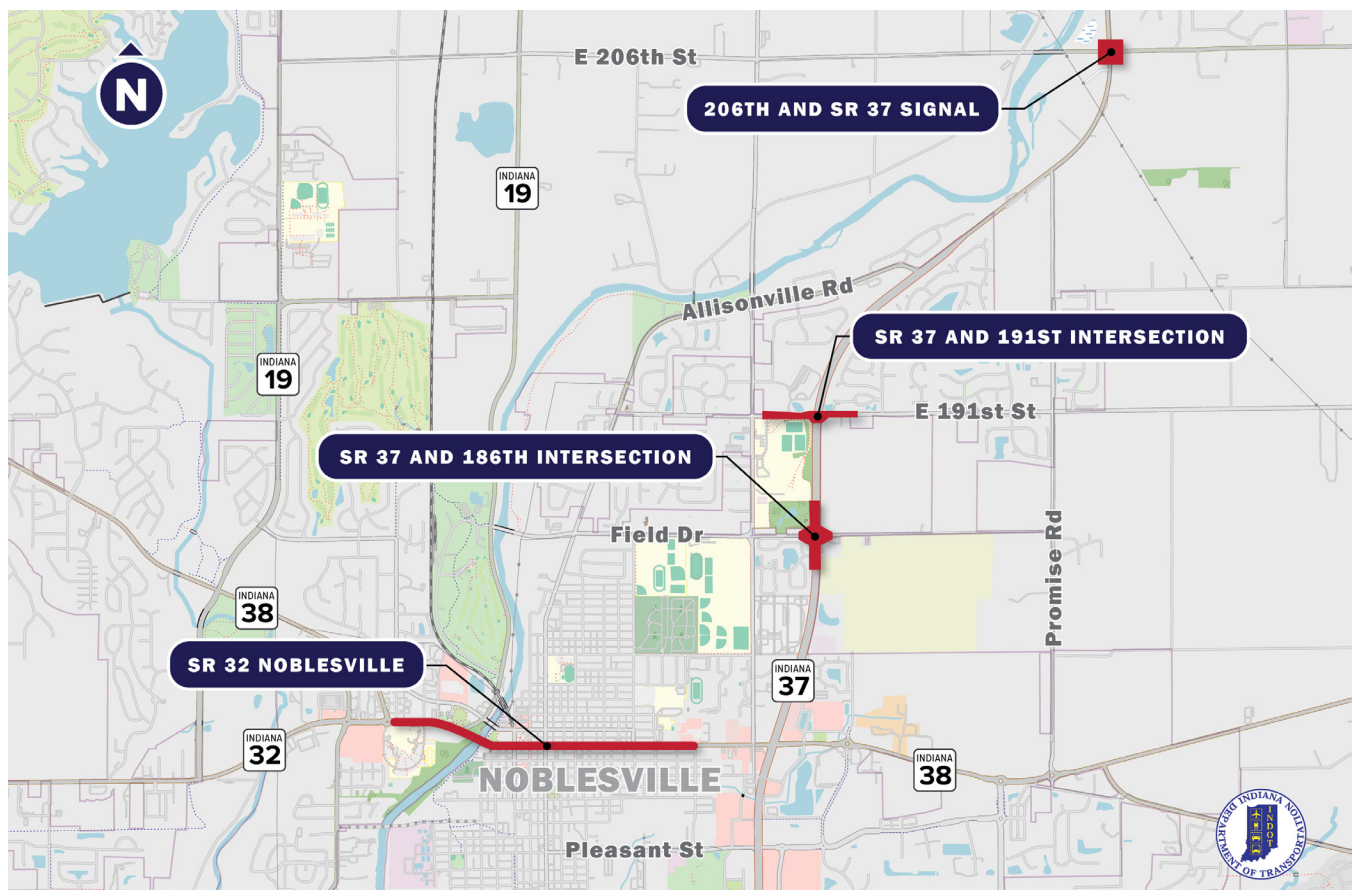 N
E 206th St
206TH AND SR 37 SIGNAL
INDIANA
19
Allisonville Rd
SR 37 AND 191ST INTERSECTION
INDIANA
19
E 191st St
SR 37 AND 186TH INTERSECTION
Field Dr
Promise Rd
INDIANA
38
SR 32 NOBLESVILLE
INDIANA
37
INDIANA
32
INDIANA
38
NOBLESVILLE
Pleasant St
INDIANA DEPARTMENT OF TRANSPORTATION
INDOT